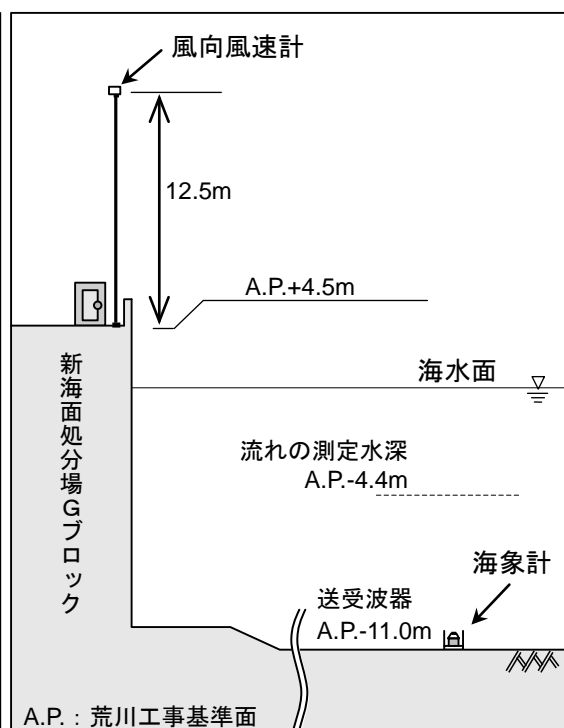 風向風速計
12.5m
A.P.+4.5m
海水面
新海面処分場Gブロック
流れの測定水深
A.P.-4.4m
海象計
送受波器
A.P.-11.0m
A.P.：荒川工事基準面